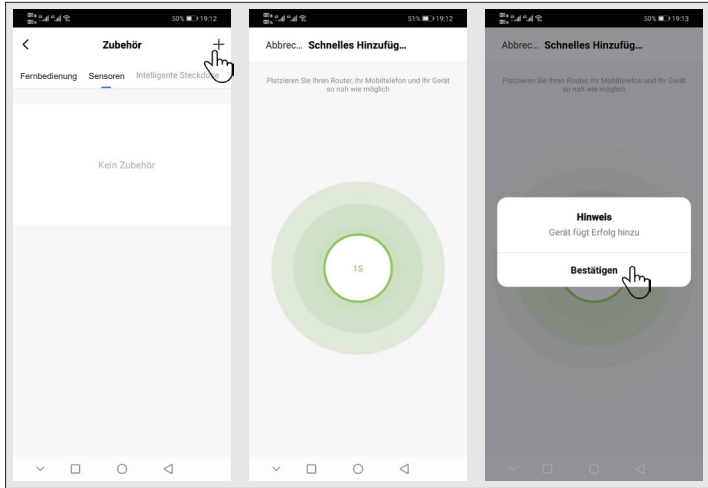 50% 19:12
Zubehör
Fernbedienung Sensoren Intelligente Steckdose
Kein Zubehör
51% 19:12
Abbrec... Schnelles Hinzufüg...
Platzieren Sie Ihren Router, Ihr Mobiltelefon und Ihr Gerät
so nah wie möglich
1S
50% 19:13
Abbrec... Schnelles Hinzufüg...
Platzieren Sie Ihren Router, Ihr Mobiltelefon und Ihr Gerät
so nah wie möglich
Hinweis
Gerät fügt Erfolg hinzu
Bestätigen